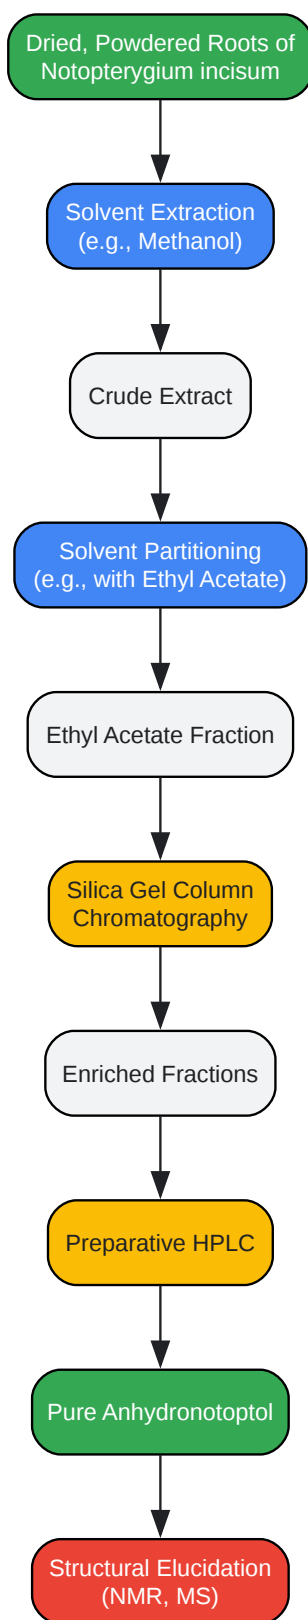 Dried, Powdered Roots of
Notopterygium incisum
Solvent Extraction
(e.g., Methanol)
Crude Extract
Solvent Partitioning
(e.g., with Ethyl Acetate)
Ethyl Acetate Fraction
Silica Gel Column
Chromatography
Enriched Fractions
Preparative HPLC
Pure Anhydronotoptol
Structural Elucidation
(NMR, MS)